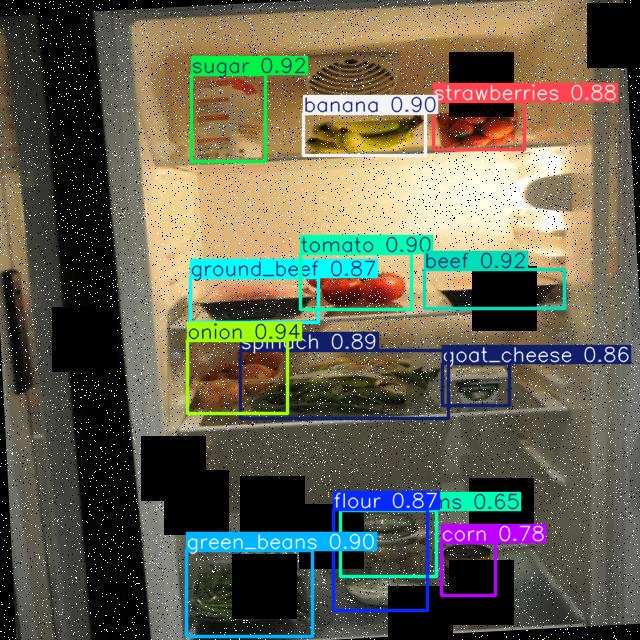 sugar 0.92
banana 0.90
strawberries 0.88
tomato 0.90
beef 0.92
ground_beef 0.87
onion 0.94
spinach 0.89
goat_cheese 0.86
flour 0.87
ns 0.65
corn 0.78
green_beans 0.90